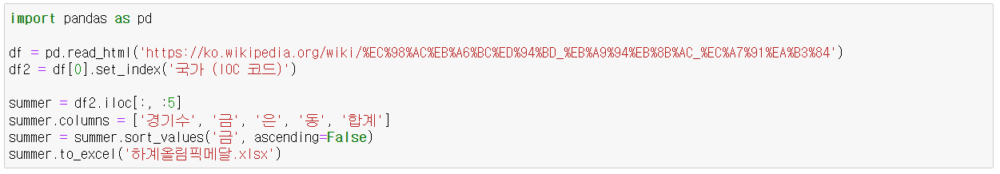 import pandas as pd
df = pd.read_html('https://ko.wikipedia.org/wiki/%EC%98%AC%EB%A6%BC%ED%94%BD_%EB%A9%94%EB%8B%AC_%EC%A7%91%EA%B3%84')
df2 = df[0].set_index('국가 (IOC 코드)')
summer = df2.iloc[:, :5]
summer.columns = ['경기수', '금', '은', '동', '합계']
summer = summer.sort_values('금', ascending=False)
summer.to_excel('하계올림픽메달.xlsx')